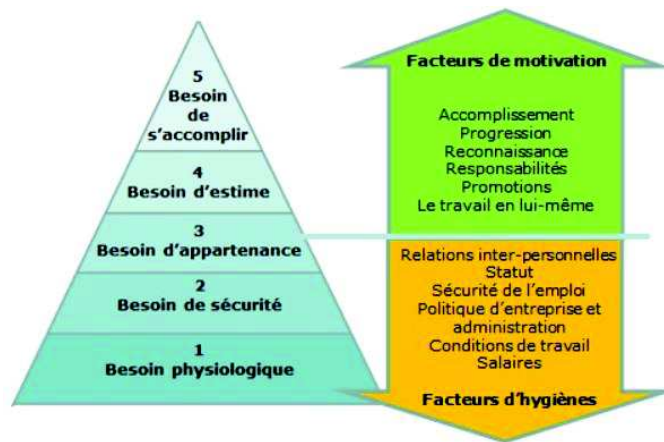 5
Besoin
de
s'accomplir
4
Besoin d'estime
3
Besoin d'appartenance
2
Besoin de sécurité
1
Besoin physiologique
Facteurs de motivation
Accomplissement
Progression
Reconnaissance
Responsabilités
Promotions
Le travail en lui-même
Relations inter-personnelles
Statut
Sécurité de l'emploi
Politique d'entreprise et
administration
Conditions de travail
Salaires
Facteurs d'hygiènes